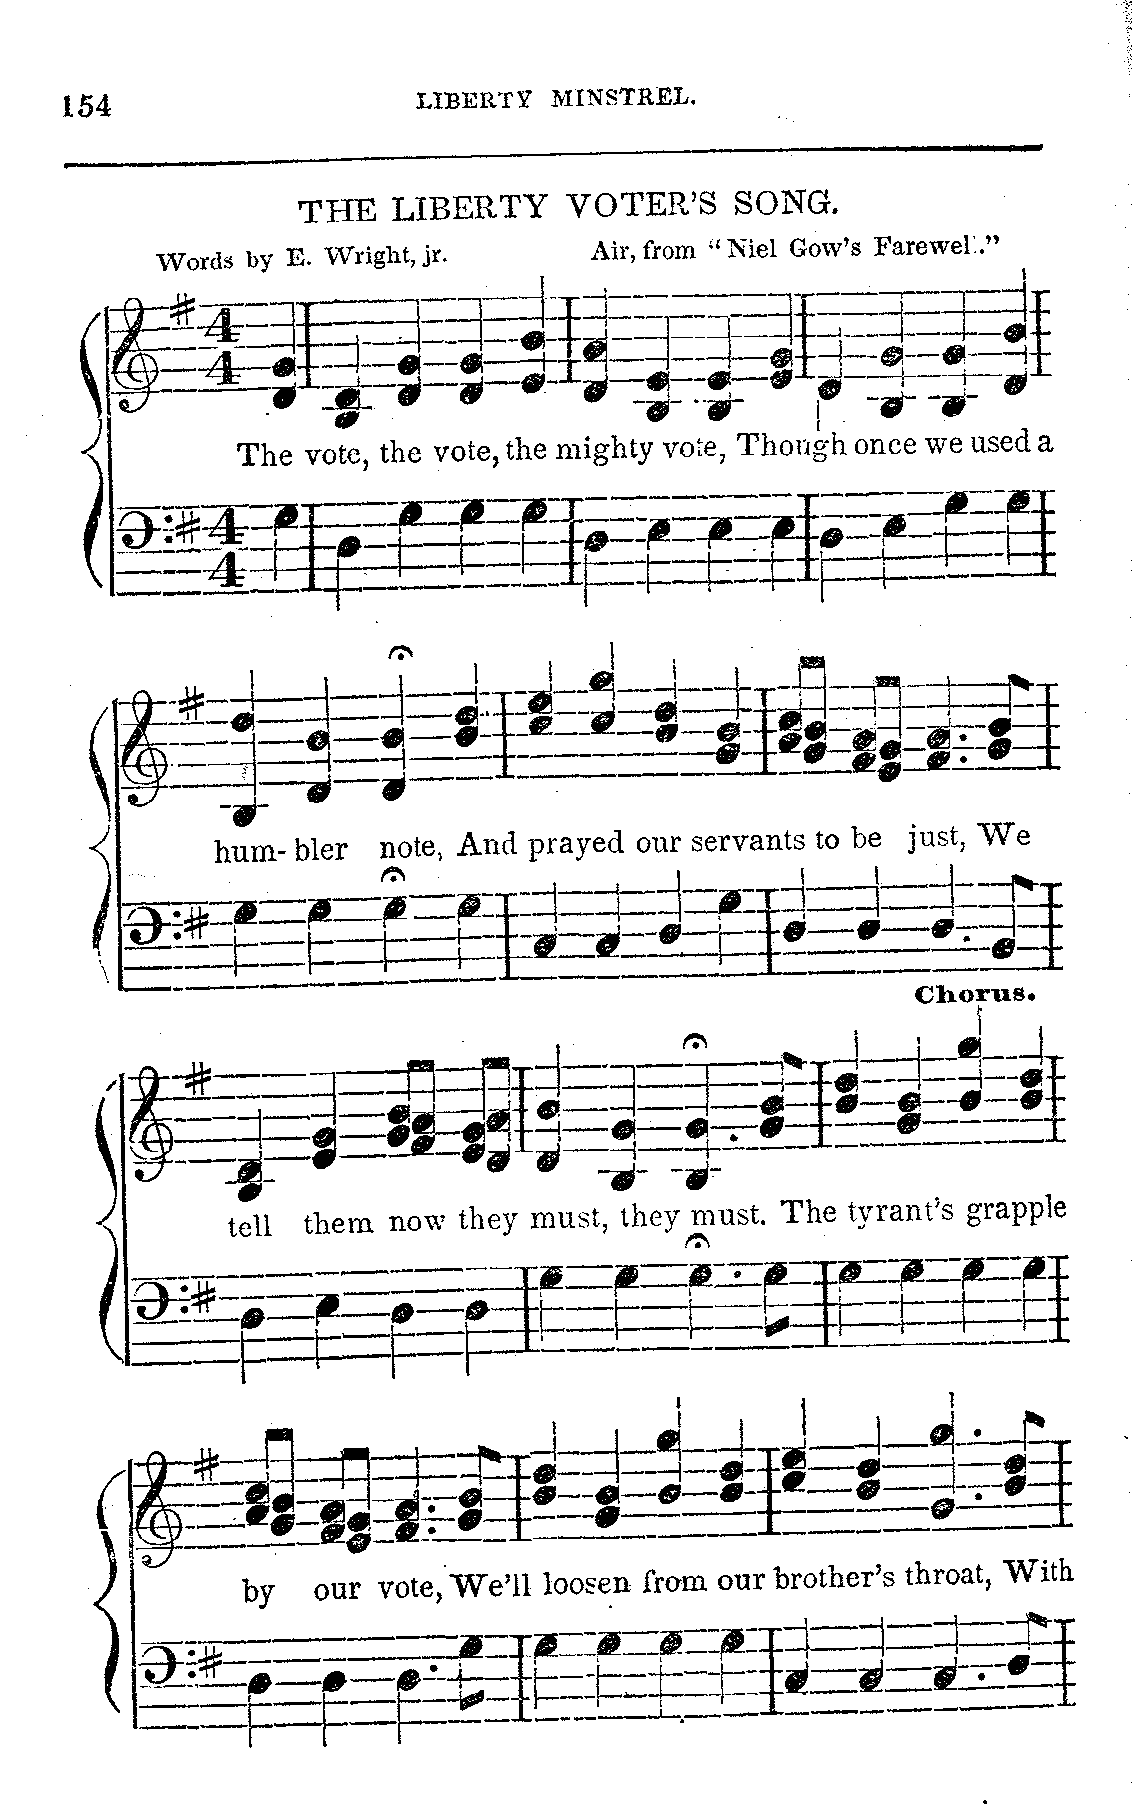 154
LIBERTY MINSTREL.
THE LIBERTY VOTER'S SONG.
Words by E. Wright, jr.
Air, from "Niel Gow's Farewell."
4
4
The vote, the vote, the mighty vote, Though once we used a
4
4
hum- bler note, And prayed our servants to be just, We
Chorus.
tell them now they must, they must. The tyrant's grapple
by our vote, We'll loosen from our brother's throat, With